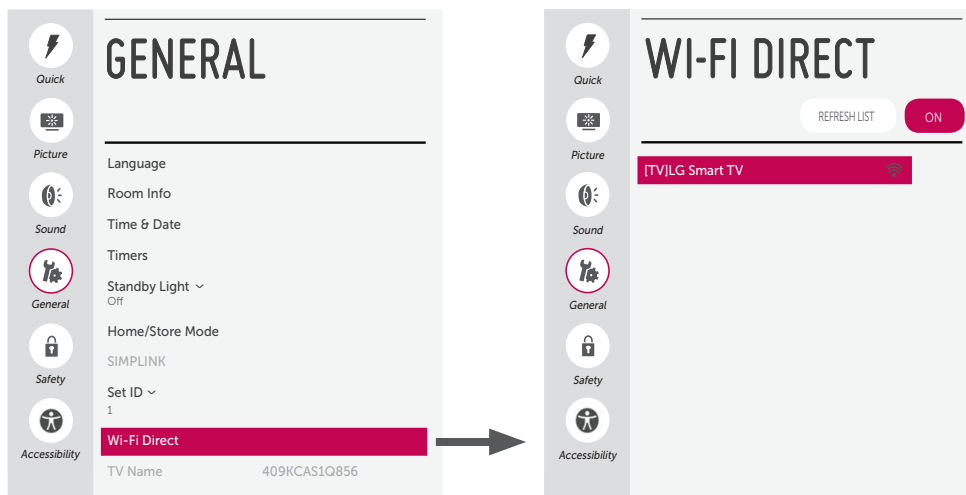 Quick
Picture
Sound
General
Safety
Accessibility
GENERAL
Language
Room Info
Time & Date
Timers
Standby Light
Off
Home/Store Mode
SIMPLINK
Set ID
1
Wi-Fi Direct
TV Name 409KCAS1Q856
Quick
Picture
Sound
General
Safety
Accessibility
WI-FI DIRECT
REFRESH LIST ON
[TV]LG Smart TV